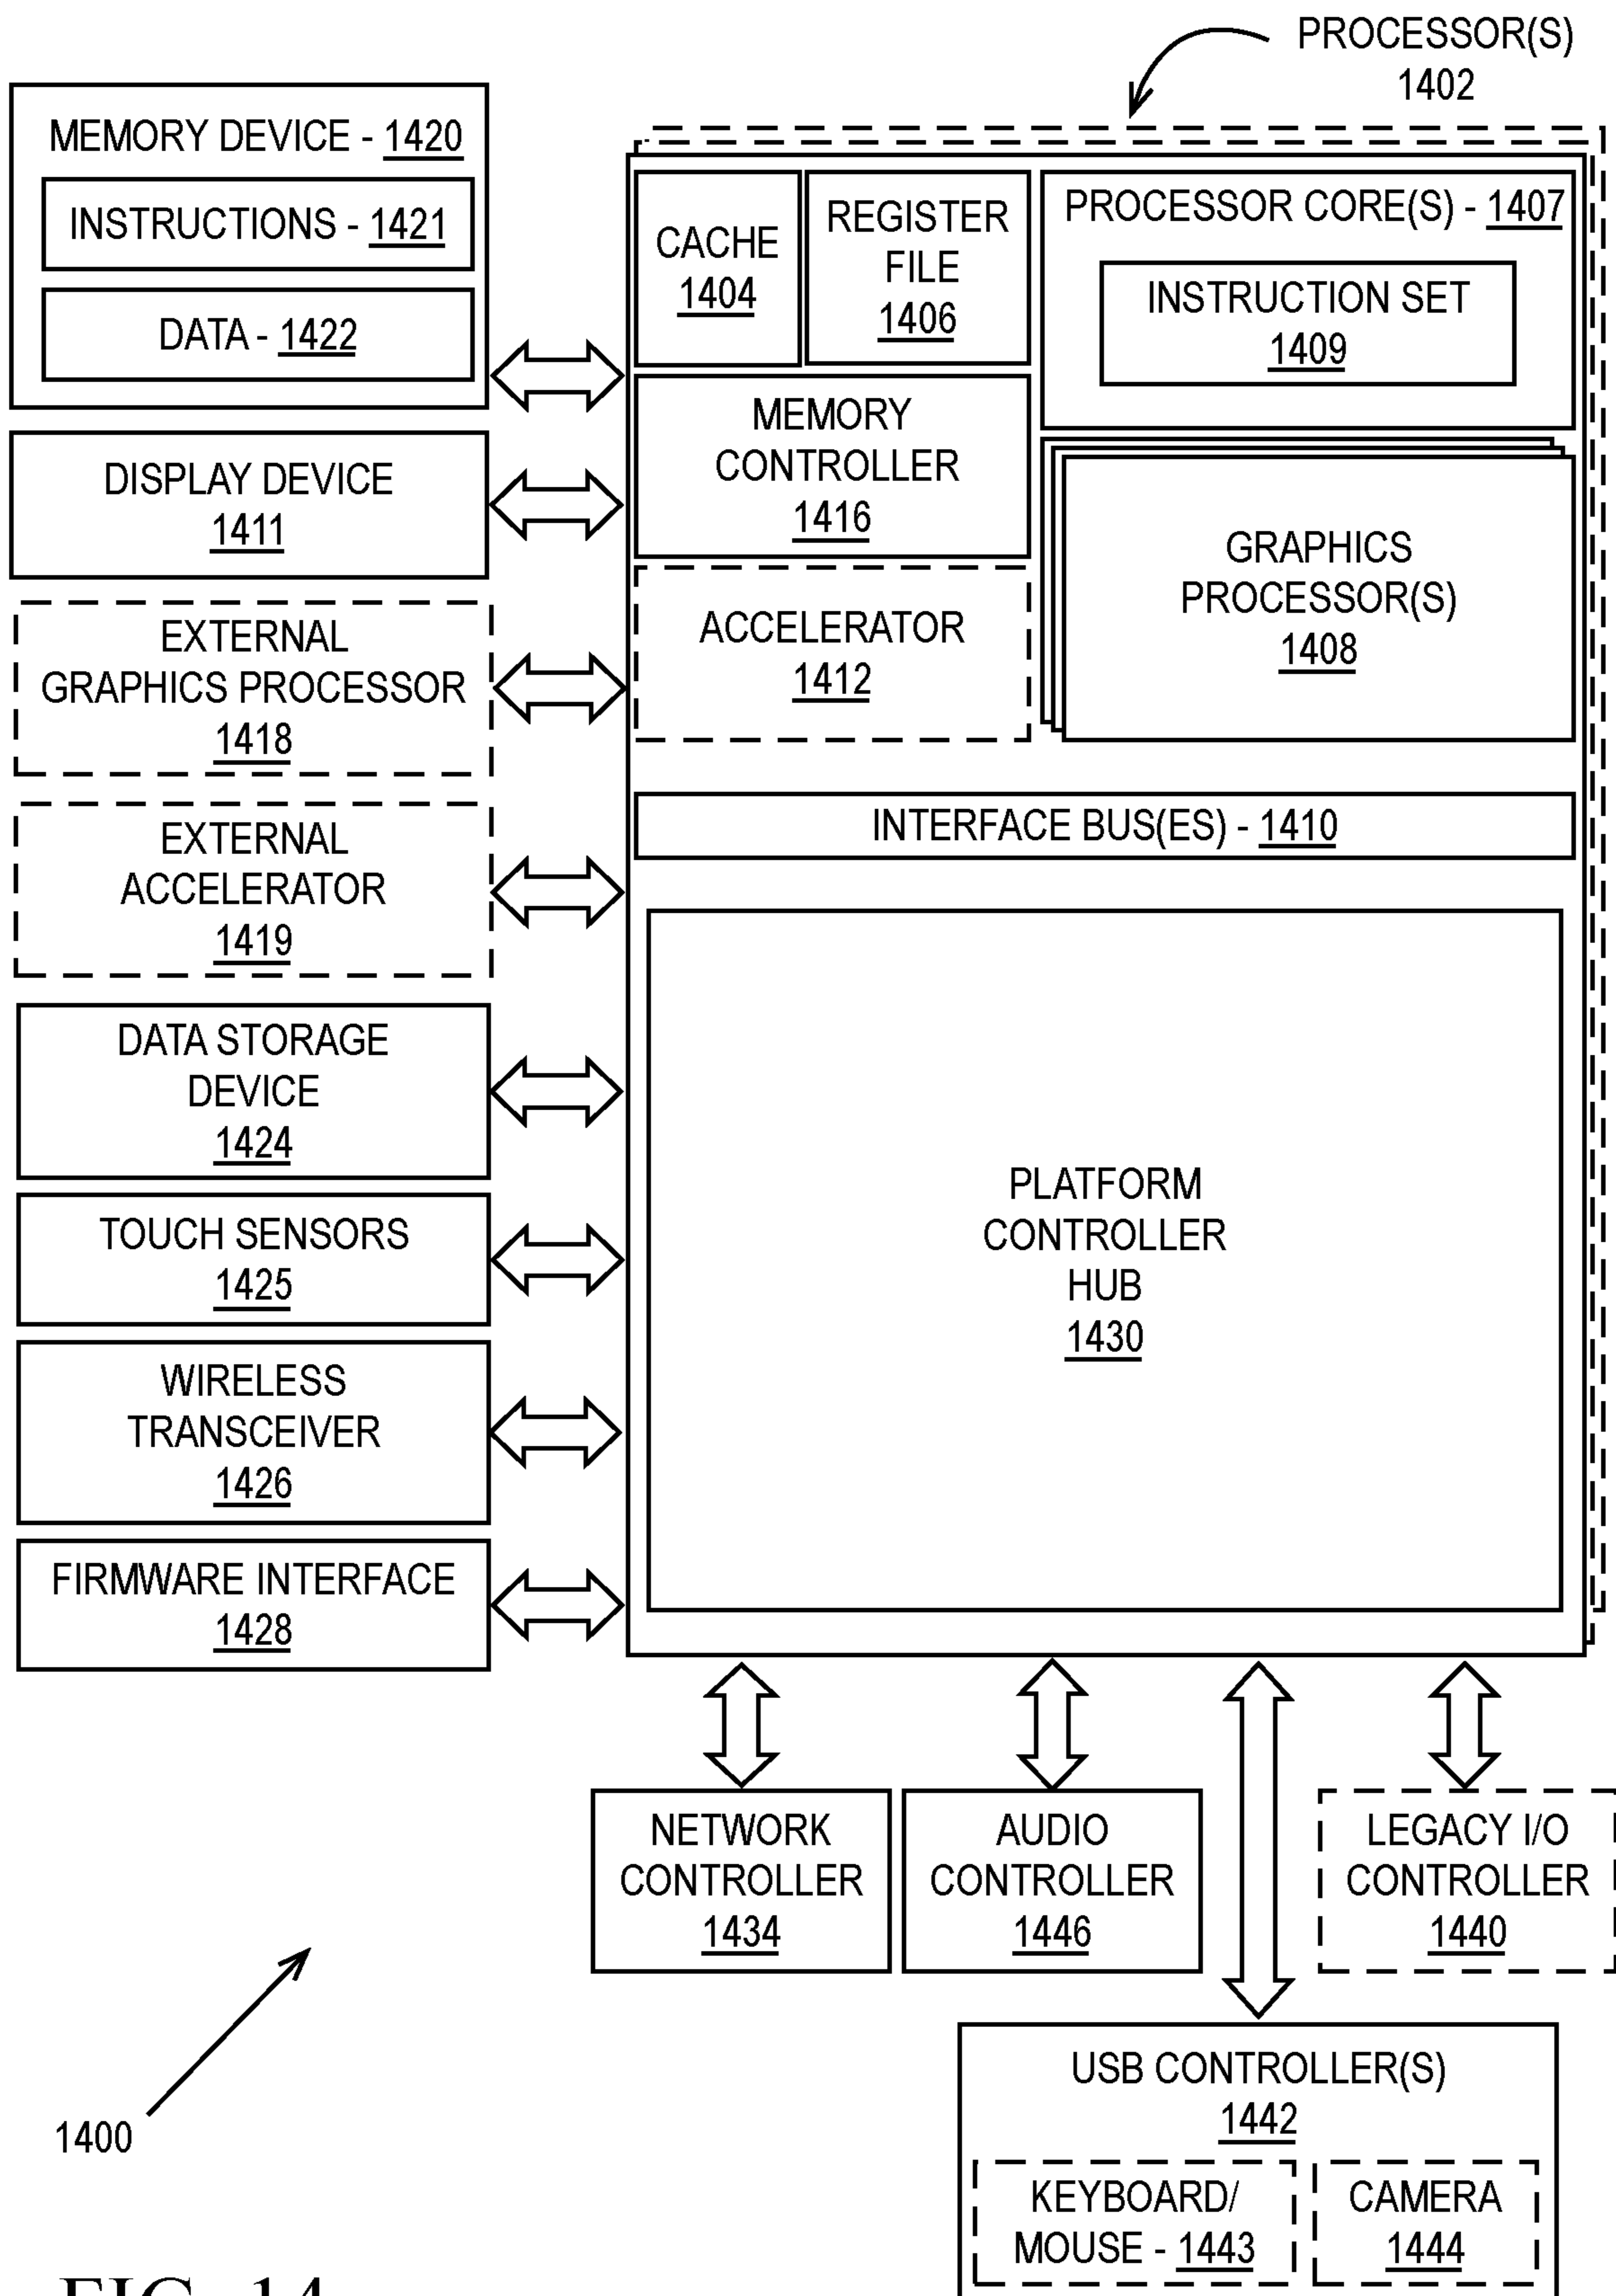 PROCESSOR(S)
1402
MEMORY DEVICE - 1420
INSTRUCTIONS - 1421
DATA - 1422
CACHE
1404
REGISTER
FILE
1406
PROCESSOR CORE(S) - 1407
INSTRUCTION SET
1409
MEMORY
CONTROLLER
1416
DISPLAY DEVICE
1411
GRAPHICS
PROCESSOR(S)
1408
EXTERNAL
GRAPHICS PROCESSOR
1418
ACCELERATOR
1412
EXTERNAL
ACCELERATOR
1419
INTERFACE BUS(ES) - 1410
DATA STORAGE
DEVICE
1424
TOUCH SENSORS
1425
WIRELESS
TRANSCEIVER
1426
FIRMWARE INTERFACE
1428
PLATFORM
CONTROLLER
HUB
1430
NETWORK
CONTROLLER
1434
AUDIO
CONTROLLER
1446
LEGACY I/O
CONTROLLER
1440
1400
USB CONTROLLER(S)
1442
KEYBOARD/
MOUSE - 1443
CAMERA
1444
FIG. 14